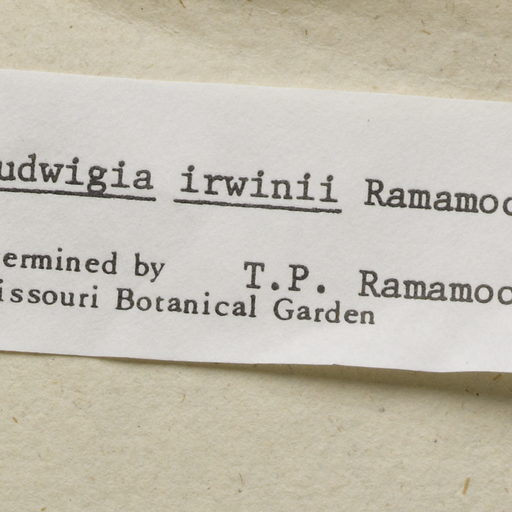 udwigia irwinii Ramamoo
ermined by T.P. Ramamoo
issouri Botanical Garden